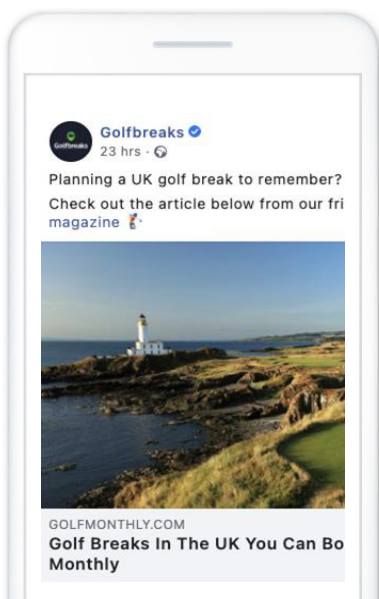 Golfbreaks
Golfbreaks
23 hrs ·
Planning a UK golf break to remember?
Check out the article below from our fri
magazine
GOLFMONTHLY.COM
Golf Breaks In The UK You Can Bo
Monthly